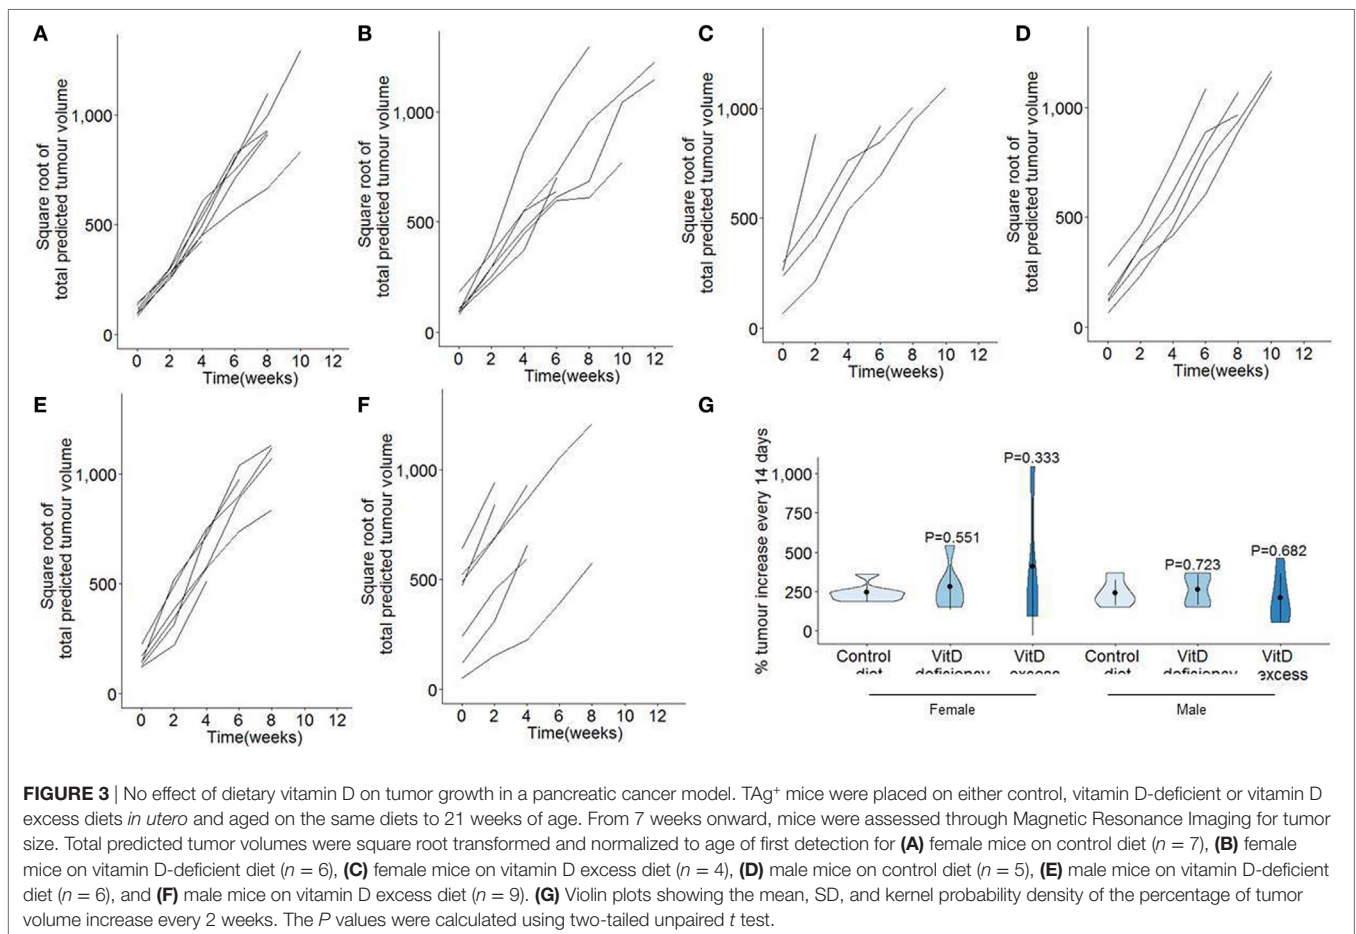 A
B
C
D
Square root of
total predicted tumour volume
1,000
500
0
0 2 4 6 8 10 12
Time(weeks)
Square root of
total predicted tumour volume
1,000
500
0
0 2 4 6 8 10 12
Time(weeks)
Square root of
total predicted tumour volume
1,000
500
0
0 2 4 6 8 10 12
Time(weeks)
Square root of
total predicted tumour volume
1,000
500
0
0 2 4 6 8 10 12
Time(weeks)
E
F
G
Square root of
total predicted tumour volume
1,000
500
0
0 2 4 6 8 10 12
Time(weeks)
Square root of
total predicted tumour volume
1,000
500
0
0 2 4 6 8 10 12
Time(weeks)
% tumour increase every 14 days
1,000
750
500
250
0
P=0.551
P=0.333
P=0.723
P=0.682
Control VitD VitD Control VitD VitD
diet deficiency excess diet deficiency excess
Female Male
FIGURE 3 | No effect of dietary vitamin D on tumor growth in a pancreatic cancer model. TAg+ mice were placed on either control, vitamin D-deficient or vitamin D
excess diets in utero and aged on the same diets to 21 weeks of age. From 7 weeks onward, mice were assessed through Magnetic Resonance Imaging for tumor
size. Total predicted tumor volumes were square root transformed and normalized to age of first detection for (A) female mice on control diet (n = 7), (B) female
mice on vitamin D-deficient diet (n = 6), (C) female mice on vitamin D excess diet (n = 4), (D) male mice on control diet (n = 5), (E) male mice on vitamin D-deficient
diet (n = 6), and (F) male mice on vitamin D excess diet (n = 9). (G) Violin plots showing the mean, SD, and kernel probability density of the percentage of tumor
volume increase every 2 weeks. The P values were calculated using two-tailed unpaired t test.